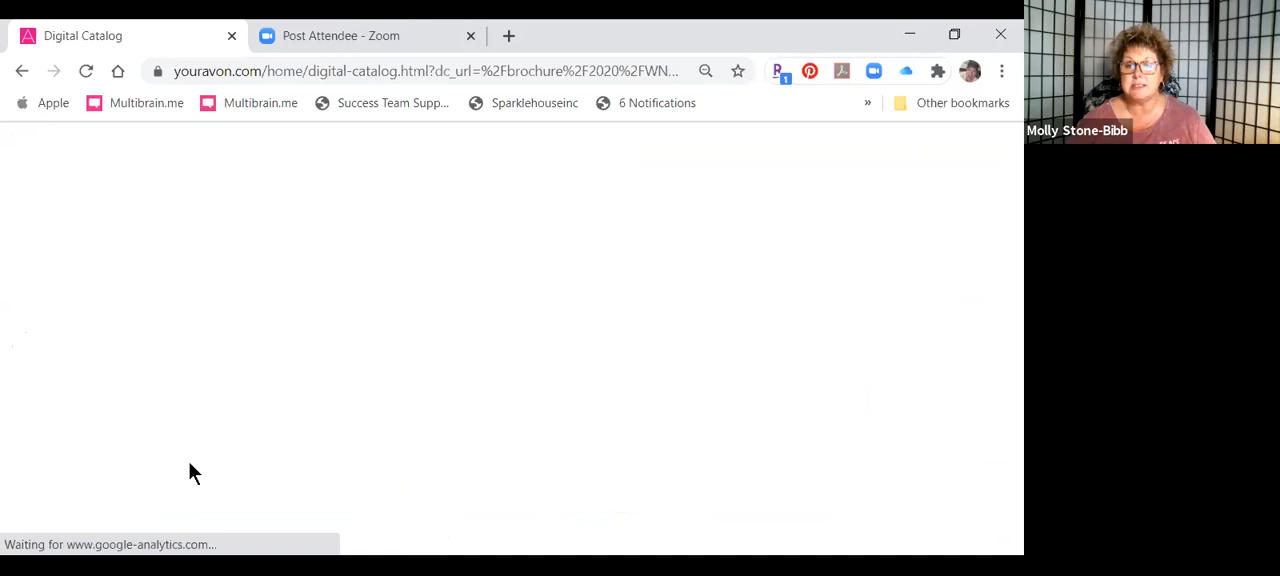 Digital Catalog
Post Attendee - Zoom
youravon.com/home/digital-catalog.html?dc_url=%2Fbrochure%2F2020%2FWN...
1
Apple
Multibrain.me
Multibrain.me
Success Team Supp...
Sparklehouseinc
6 Notifications
»
Other bookmarks
Waiting for www.google-analytics.com...
Molly Stone-Bibb